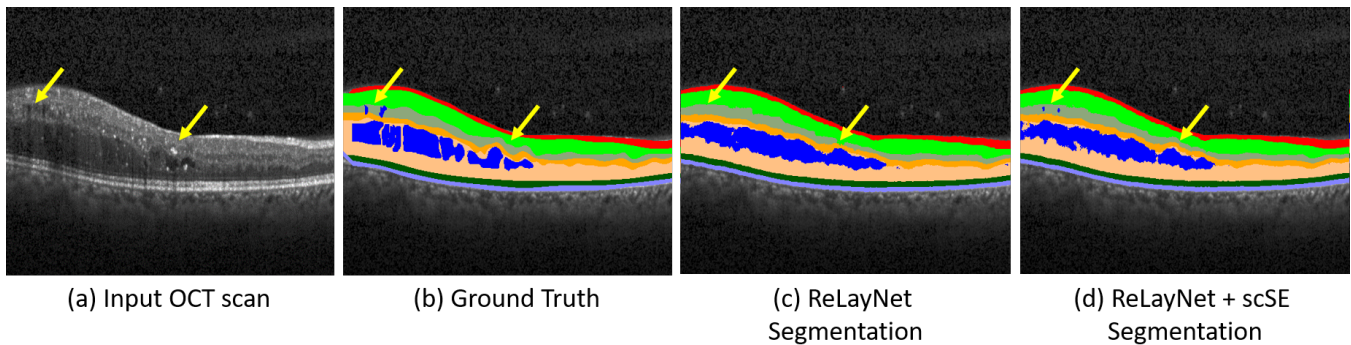 (a) Input OCT scan
(b) Ground Truth
(c) ReLayNet
Segmentation
(d) ReLayNet + scSE
Segmentation